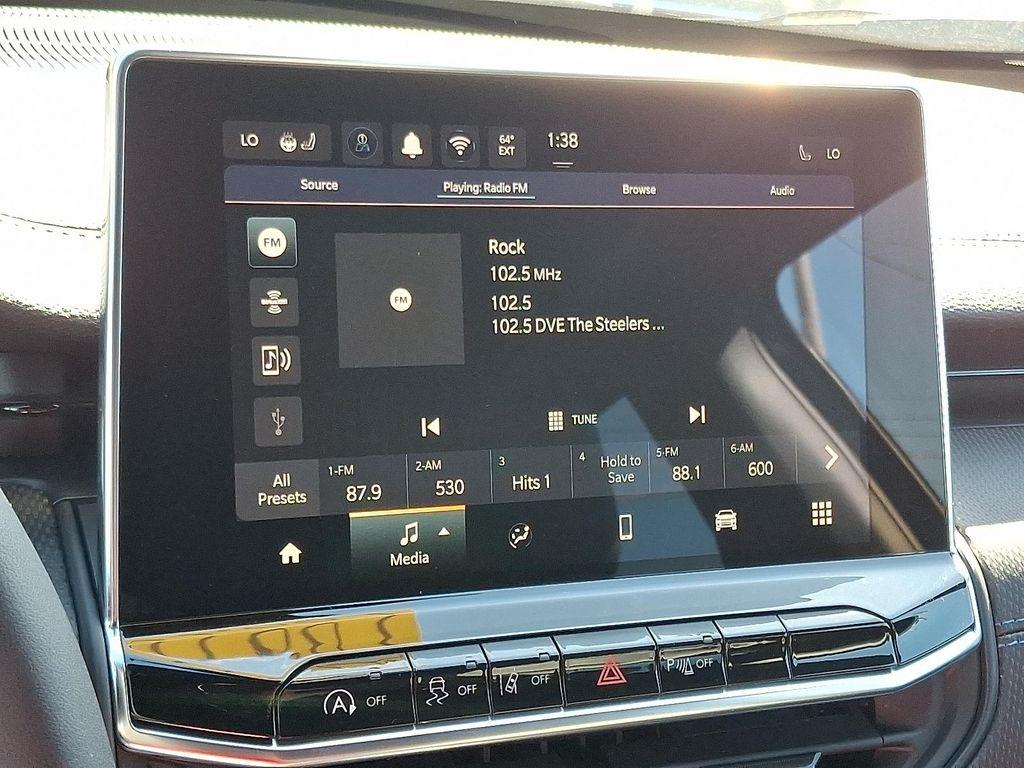 LO
1
64°
EXT
1:38
LO
Source
Playing: Radio FM
Browse
Audio
FM
FM
Rock
102.5 MHz
102.5
102.5 DVE The Steelers ...
TUNE
All
Presets
1-FM
87.9
2-AM
530
3
Hits 1
4
Hold to
Save
5-FM
88.1
6-AM
600
Media
A OFF
OFF
OFF
P OFF